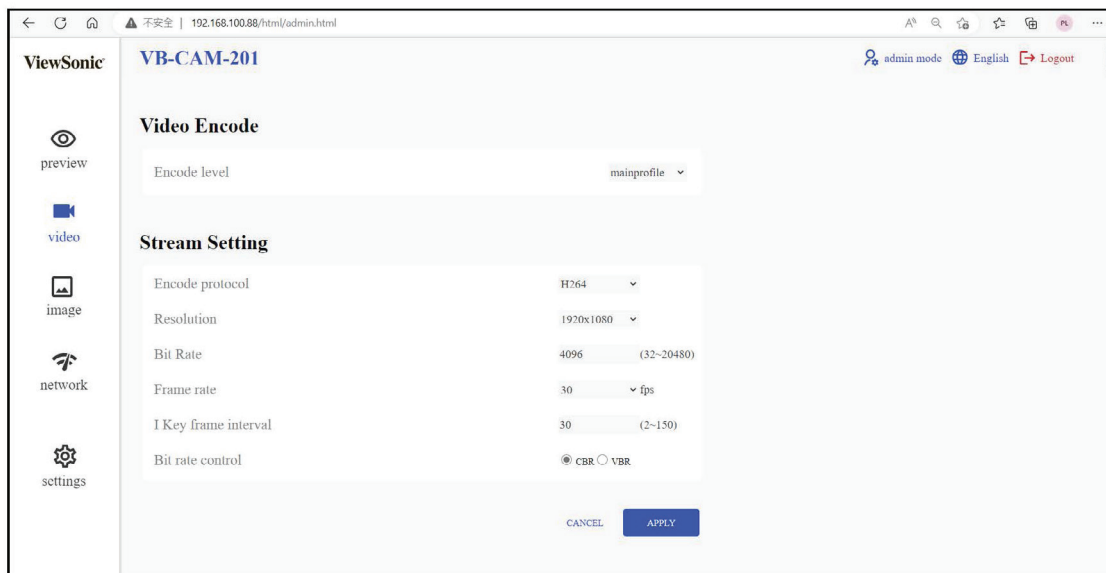 不安全 | 192.168.100.88/html/admin.html
PL
ViewSonic
VB-CAM-201
admin mode English Logout
preview
video
image
network
settings
Video Encode
Encode level mainprofile
Stream Setting
Encode protocol H264
Resolution 1920x1080
Bit Rate 4096 (32~20480)
Frame rate 30 fps
I Key frame interval 30 (2~150)
Bit rate control CBR VBR
CANCEL APPLY